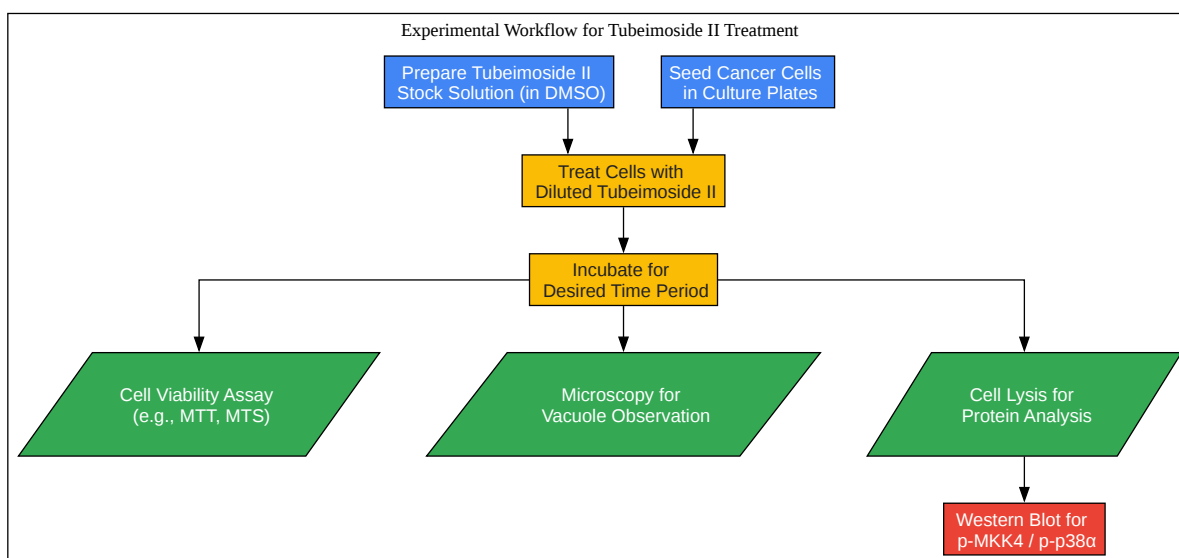 Experimental Workflow for Tubeimoside II Treatment
Prepare Tubeimoside II
Stock Solution (in DMSO)
Seed Cancer Cells
in Culture Plates
Treat Cells with
Diluted Tubeimoside II
Incubate for
Desired Time Period
Cell Viability Assay
(e.g., MTT, MTS)
Microscopy for
Vacuole Observation
Cell Lysis for
Protein Analysis
Western Blot for
p-MKK4 / p-p38α